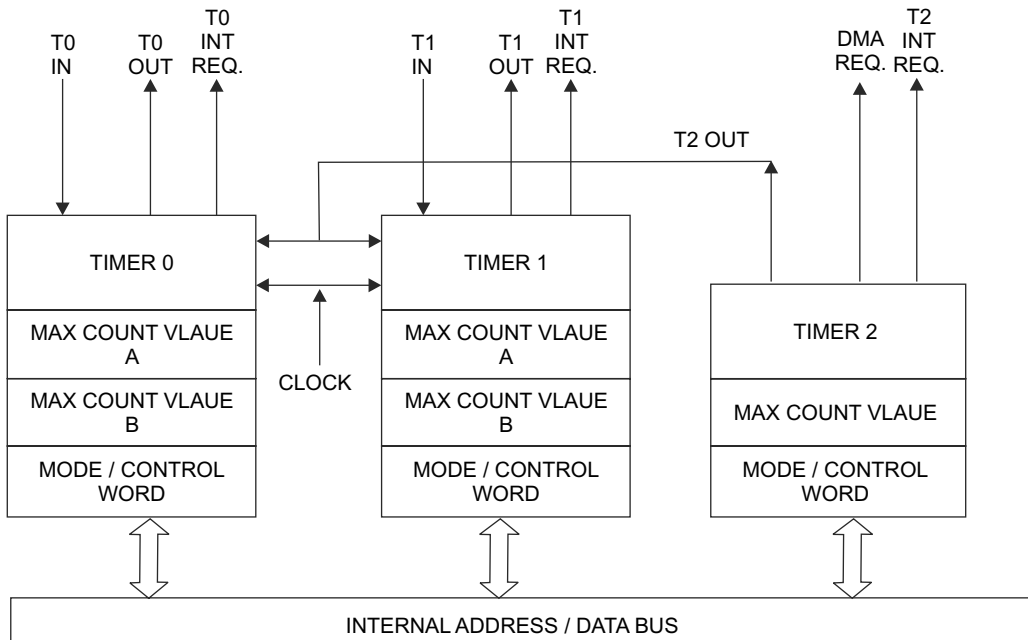 T0
IN
T0
OUT
T0
INT
REQ.
T1
IN
T1
OUT
T1
INT
REQ.
DMA
REQ.
T2
INT
REQ.
T2 OUT
TIMER 0
MAX COUNT VLAUE
A
MAX COUNT VLAUE
B
MODE / CONTROL
WORD
CLOCK
TIMER 1
MAX COUNT VLAUE
A
MAX COUNT VLAUE
B
MODE / CONTROL
WORD
TIMER 2
MAX COUNT VLAUE
MODE / CONTROL
WORD
INTERNAL ADDRESS / DATA BUS